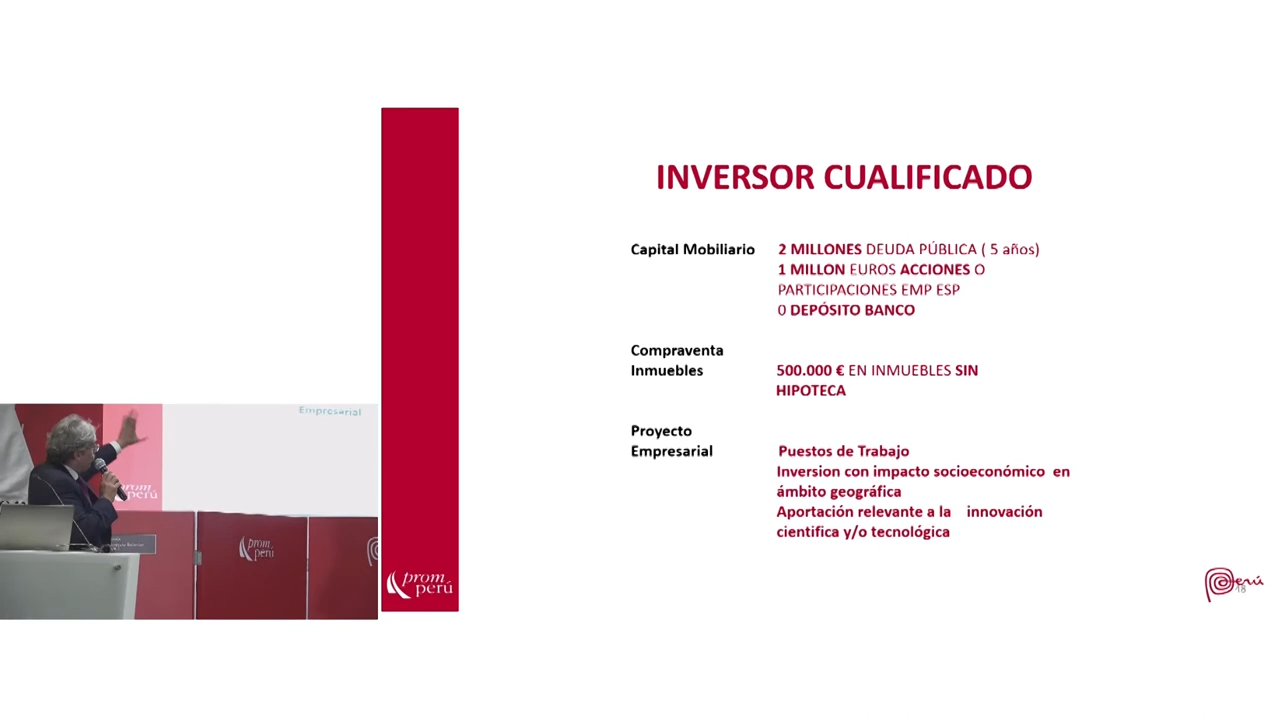 INVERSOR CUALIFICADO
Capital Mobiliario 2 MILLONES DEUDA PÚBLICA ( 5 años)
1 MILLON EUROS ACCIONES O
PARTICIPACIONES EMP ESP
0 DEPÓSITO BANCO
Compraventa
Inmuebles 500.000 € EN INMUEBLES SIN
HIPOTECA
Proyecto
Empresarial Puestos de Trabajo
Inversion con impacto socioeconómico en
ámbito geográfica
Aportación relevante a la innovación
cientifica y/o tecnológica
Empresarial
prom
perú
prom
perú
Perú
18